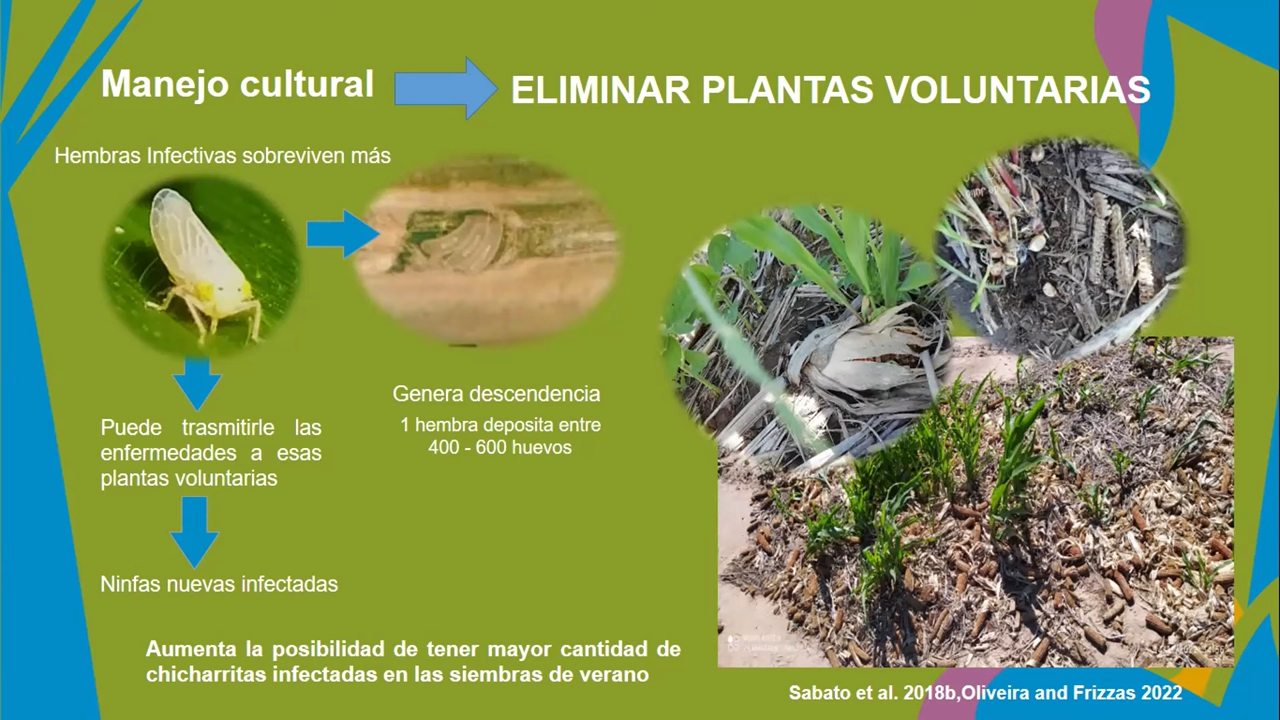 Manejo cultural
ELIMINAR PLANTAS VOLUNTARIAS
Hembras Infectivas sobreviven más
Genera descendencia
1 hembra deposita entre
400 - 600 huevos
Puede trasmitirle las
enfermedades a esas
plantas voluntarias
Ninfas nuevas infectadas
Aumenta la posibilidad de tener mayor cantidad de
chicharritas infectadas en las siembras de verano
Sabato et al. 2018b,Oliveira and Frizzas 2022